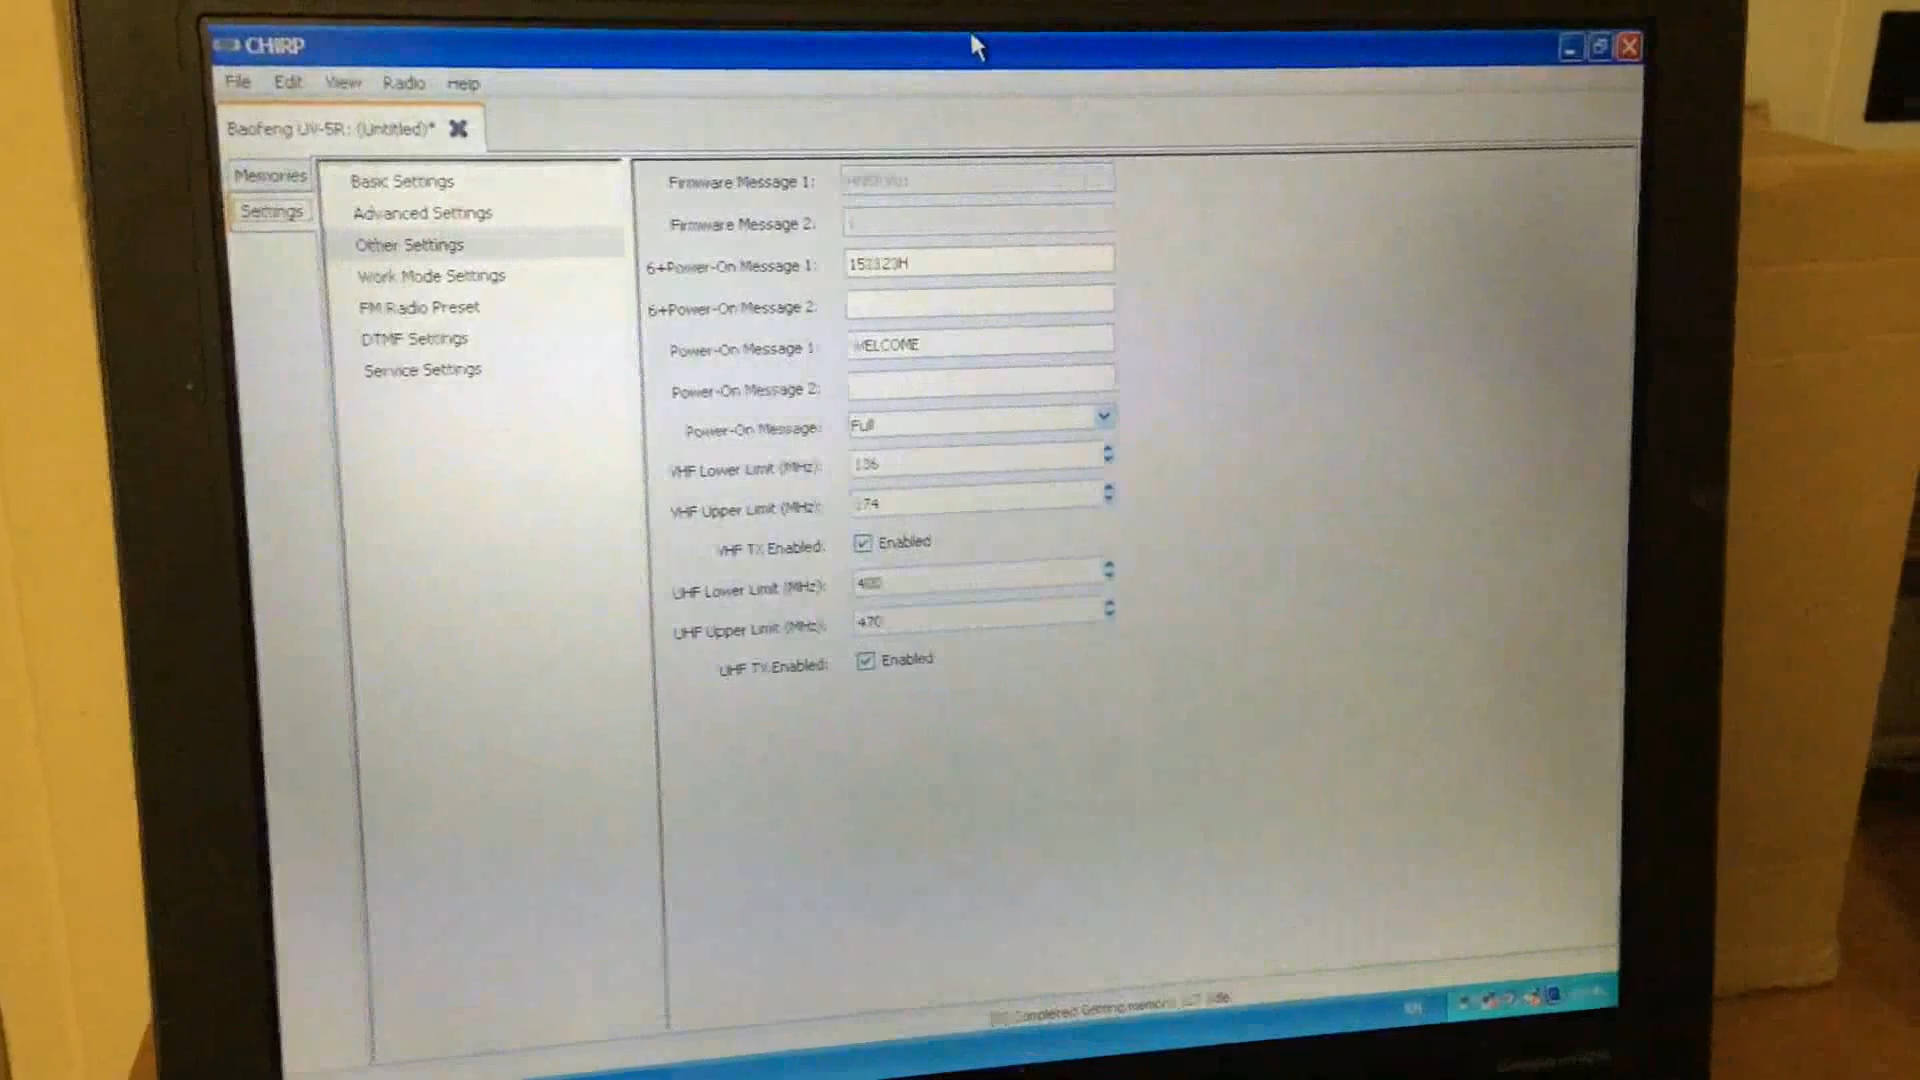 CHIRP
File Edit View Radio Help
Baofeng UV-5R: (Untitled)*
Memories
Settings
Basic Settings
Advanced Settings
Other Settings
Work Mode Settings
FM Radio Preset
DTMF Settings
Service Settings
Firmware Message 1:
Firmware Message 2:
6+Power-On Message 1:
6+Power-On Message 2:
Power-On Message 1: WELCOME
Power-On Message 2:
Power-On Message: Full
VHF Lower Limit (MHz): 136
VHF Upper Limit (MHz): 174
VHF TX Enabled: Enabled
UHF Lower Limit (MHz): 400
UHF Upper Limit (MHz): 470
UHF TX Enabled: Enabled
Completed Getting memory